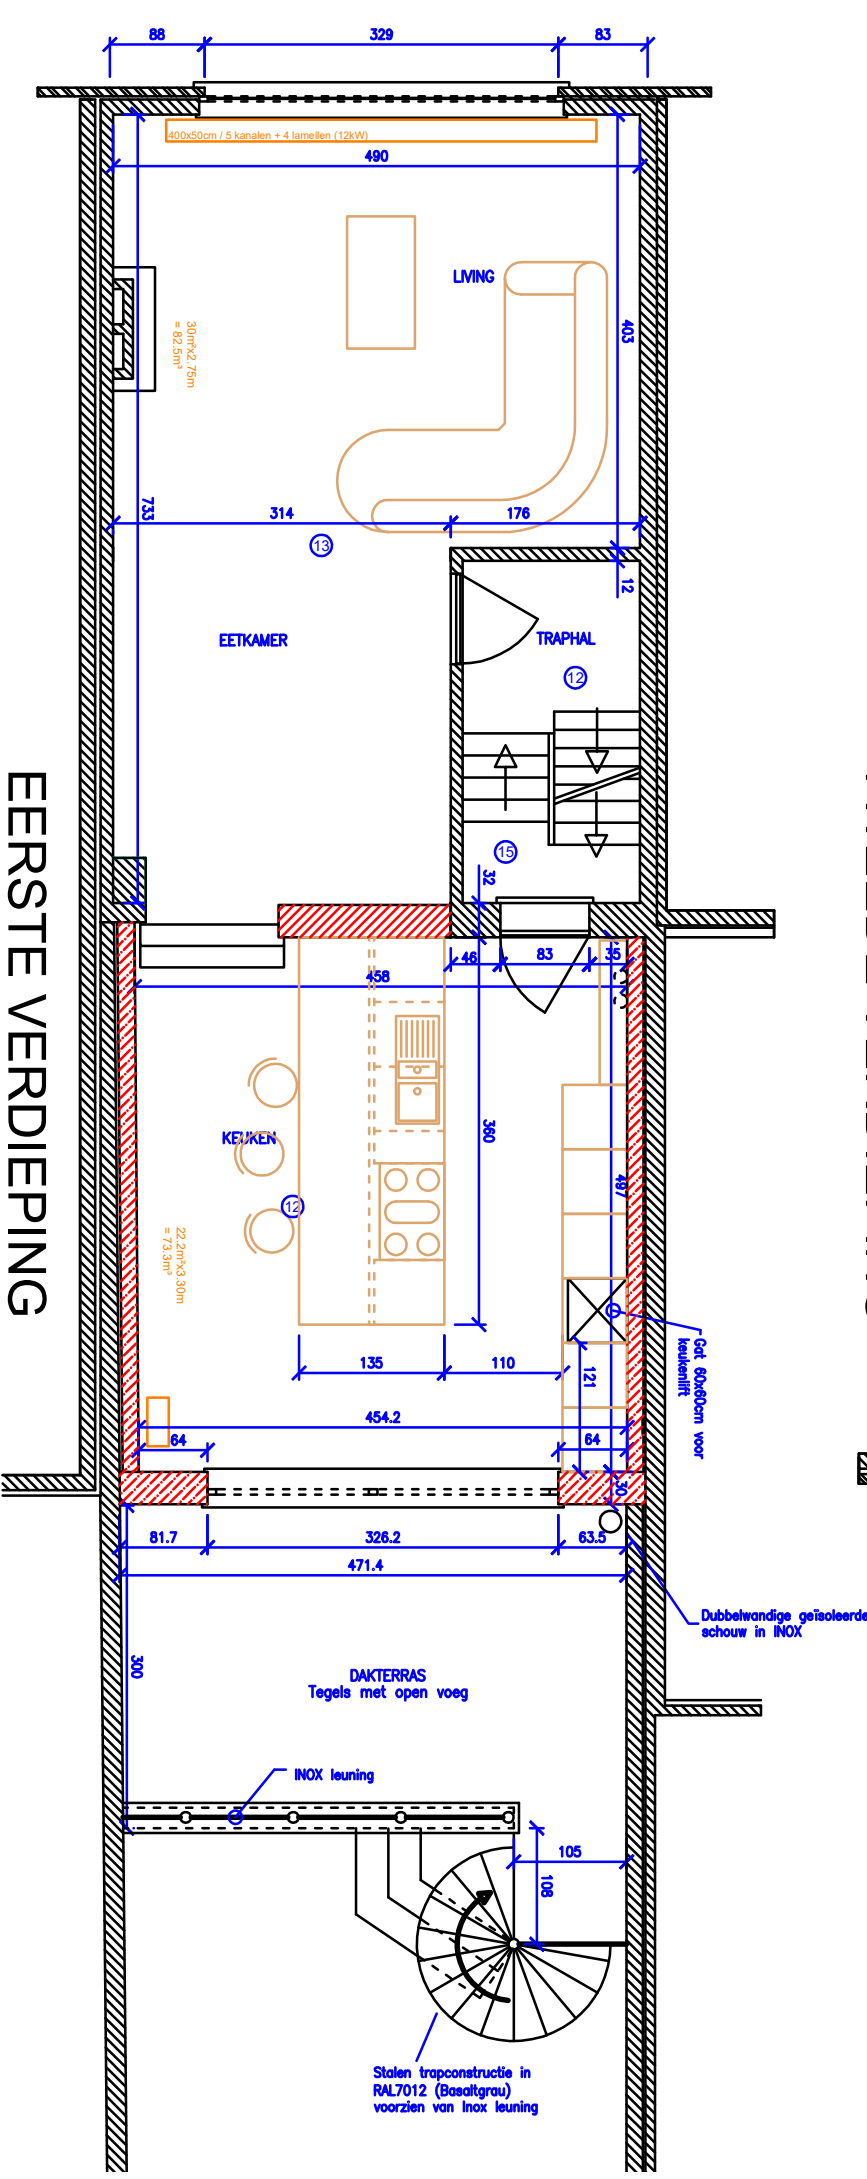 88
329
83
400x50cm / 5 kanalen + 4 lamellen (12kW)
490
LIVING
403
30m²x2.75m
= 82.5m³
733
314
176
13
12
EETKAMER
TRAPHAL
12
15
32
46
83
35
458
EERSTE VERDIEPING
KEUKEN
360
497
12
22.2m²x3.30m
= 73.3m³
Gat 60x60cm voor
keukenlift
135
110
121
454.2
64
64
30
81.7
326.2
63.5
471.4
Dubbelwandige geïsoleerde
schouw in INOX
300
DAKTERRAS
Tegels met open voeg
INOX leuning
105
108
Stalen trapconstructie in
RAL7012 (Basaltgrau)
voorzien van Inox leuning